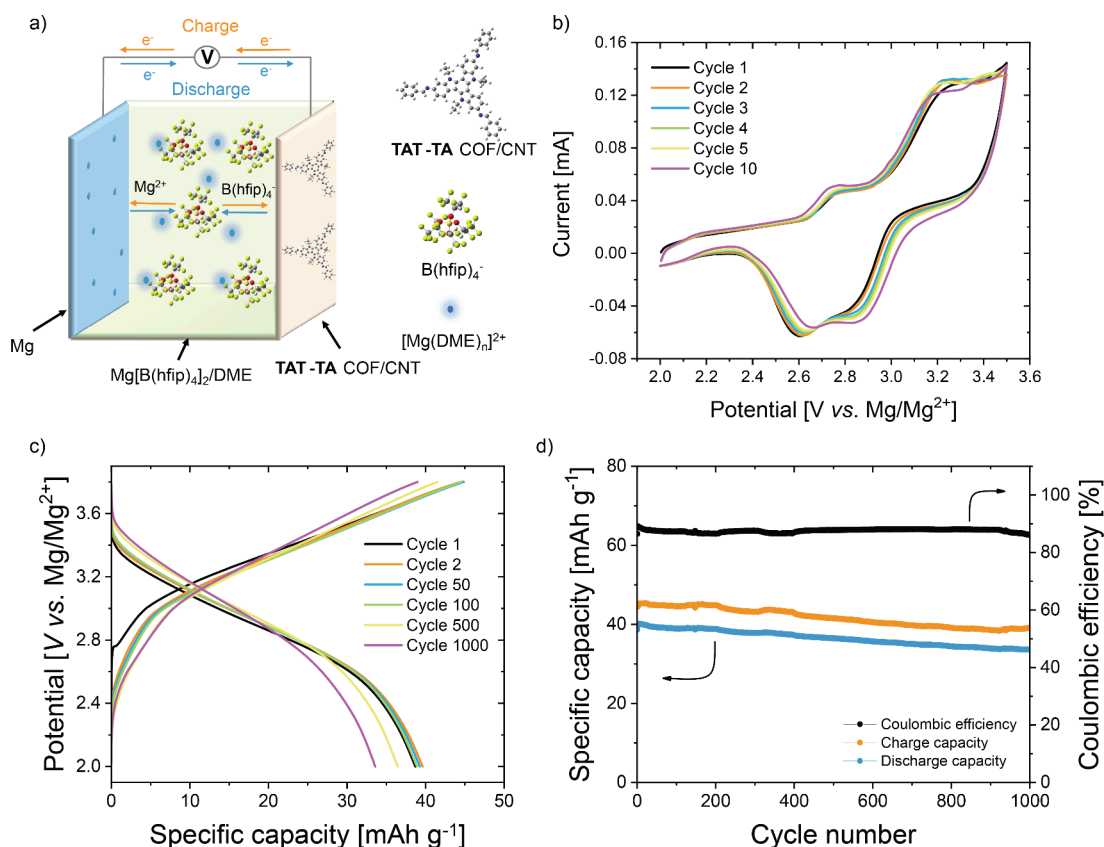 a)
Charge
e⁻ e⁻
V
e⁻ e⁻
Discharge
Mg²⁺ B(hfip)₄⁻
Mg
Mg[B(hfip)₄]₂/DME
TAT-TA COF/CNT
TAT-TA COF/CNT
B(hfip)₄⁻
[Mg(DME)ₙ]²⁺
b)
Current [mA]
0.16
0.12
0.08
0.04
0.00
-0.04
-0.08
Cycle 1
Cycle 2
Cycle 3
Cycle 4
Cycle 5
Cycle 10
2.0 2.2 2.4 2.6 2.8 3.0 3.2 3.4 3.6
Potential [V vs. Mg/Mg²⁺]
c)
Potential [V vs. Mg/Mg²⁺]
3.6
3.2
2.8
2.4
2.0
Cycle 1
Cycle 2
Cycle 50
Cycle 100
Cycle 500
Cycle 1000
0 10 20 30 40 50
Specific capacity [mAh g⁻¹]
d)
Specific capacity [mAh g⁻¹]
80
60
40
20
0
Coulombic efficiency
Charge capacity
Discharge capacity
0 200 400 600 800 1000
Cycle number
100
80
60
40
20
0
Coulombic efficiency [%]